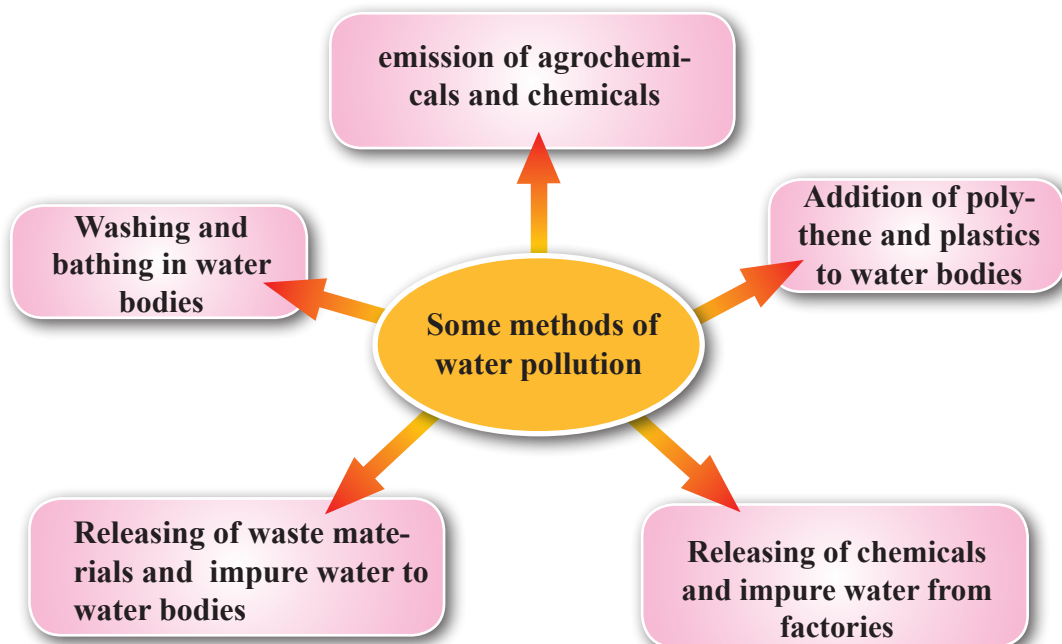 emission of agrochemi-
cals and chemicals
Washing and
bathing in water
bodies
Addition of poly-
thene and plastics
to water bodies
Some methods of
water pollution
Releasing of waste mate-
rials and  impure water to
water bodies
Releasing of chemicals
and impure water from
factories